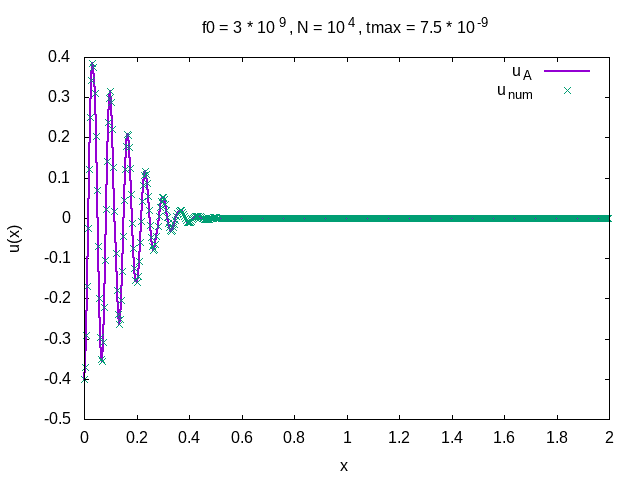 f0 = 3 * 10^9, N = 10^4, tmax = 7.5 * 10^-9
u_A
u_num
0.4
0.3
0.2
0.1
0
-0.1
-0.2
-0.3
-0.4
-0.5
u(x)
0 0.2 0.4 0.6 0.8 1 1.2 1.4 1.6 1.8 2
x